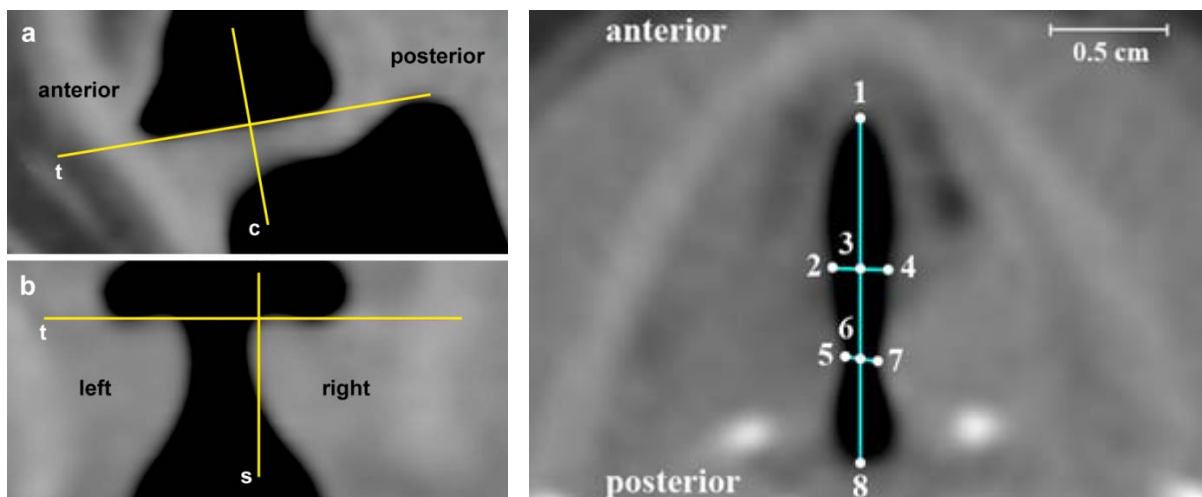 a
posterior
anterior
t
c
b
t
left
right
s
anterior
0.5 cm
1
3
2
4
6
5
7
posterior
8